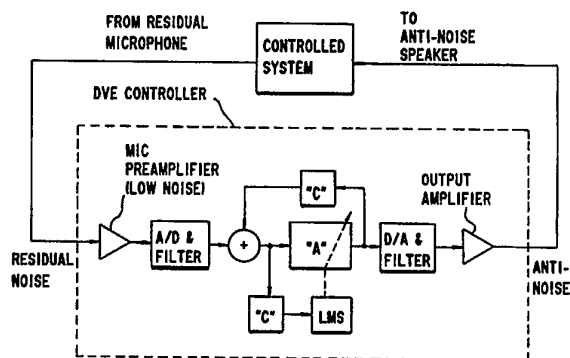 FROM RESIDUAL
MICROPHONE
CONTROLLED
SYSTEM
TO
ANTI-NOISE
SPEAKER
DVE CONTROLLER
MIC
PREAMPLIFIER
(LOW NOISE)
"C"
OUTPUT
AMPLIFIER
A/D &
FILTER
+
"A"
D/A &
FILTER
RESIDUAL
NOISE
ANTI-
NOISE
"C"
LMS